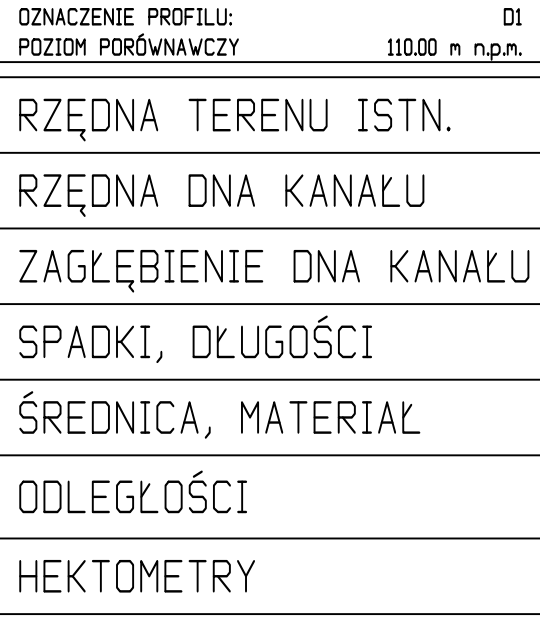 OZNACZENIE PROFILU: D1
POZIOM PORÓWNAWCZY 110.00 m n.p.m.
RZĘDNA TERENU ISTN.
RZĘDNA DNA KANAŁU
ZAGŁĘBIENIE DNA KANAŁU
SPADKI, DŁUGOŚCI
ŚREDNICA, MATERIAŁ
ODLEGŁOŚCI
HEKTOMETRY